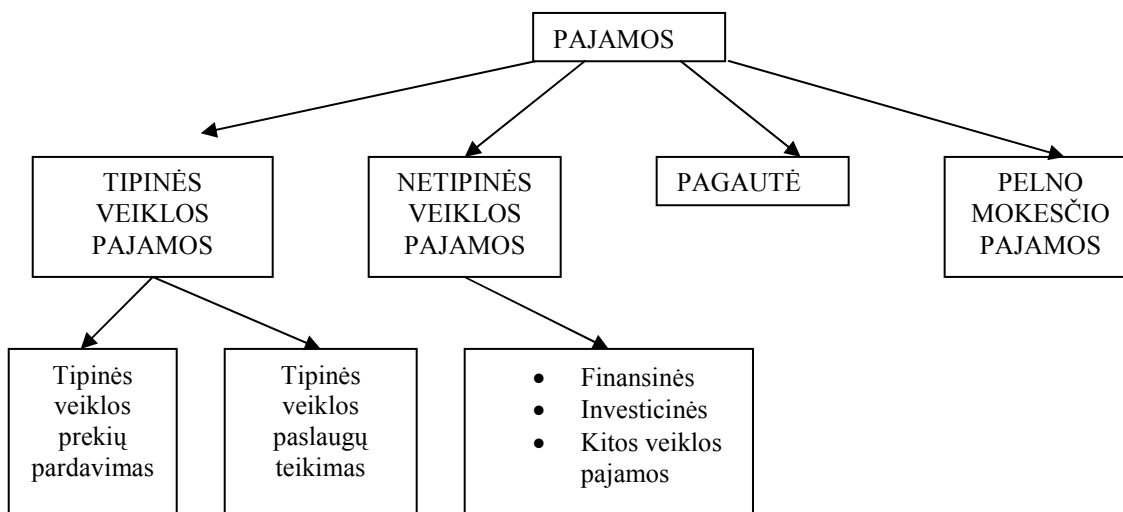 PAJAMOS
TIPINĖS
VEIKLOS
PAJAMOS
NETIPINĖS
VEIKLOS
PAJAMOS
PAGAUTĖ
PELNO
MOKESČIO
PAJAMOS
Tipinės
veiklos
prekių
pardavimas
Tipinės
veiklos
paslaugų
teikimas
• Finansinės
• Investicinės
• Kitos veiklos
pajamos